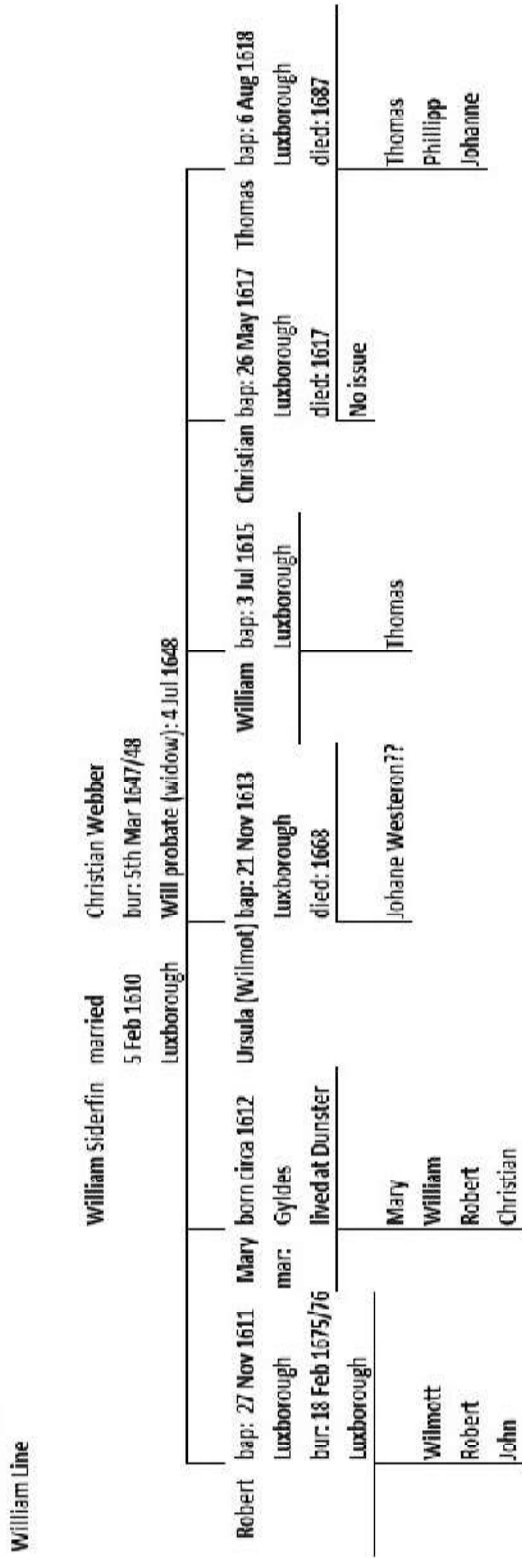 William Line
William Siderfin married Christian Webber
5 Feb 1610 bur: 5th Mar 1647/48
Luxborough Will probate (widow): 4 Jul 1648
Robert bap: 27 Nov 1611 Mary born circa 1612 Ursula (Wilmot) bap: 21 Nov 1613 William bap: 3 Jul 1615 Christian bap: 26 May 1617 Thomas bap: 6 Aug 1618
Luxborough mar: Gyldes Luxborough Luxborough Luxborough Luxborough
bur: 18 Feb 1675/76 lived at Dunster died: 1668 died: 1617 died: 1687
Luxborough No issue
Wilmott Mary Johane Westeron?? Thomas Thomas
Robert William Phillipp
John Robert Johanne
Christian